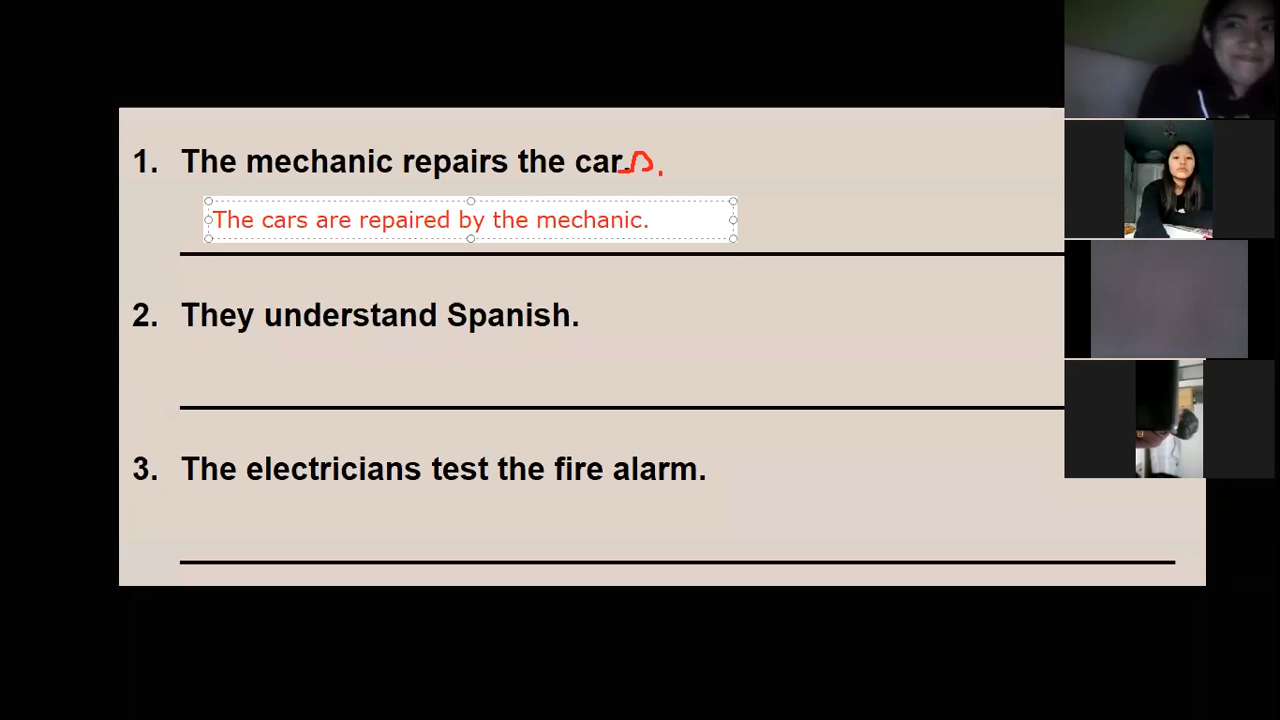 1. The mechanic repairs the cars.
The cars are repaired by the mechanic.
2. They understand Spanish.
3. The electricians test the fire alarm.